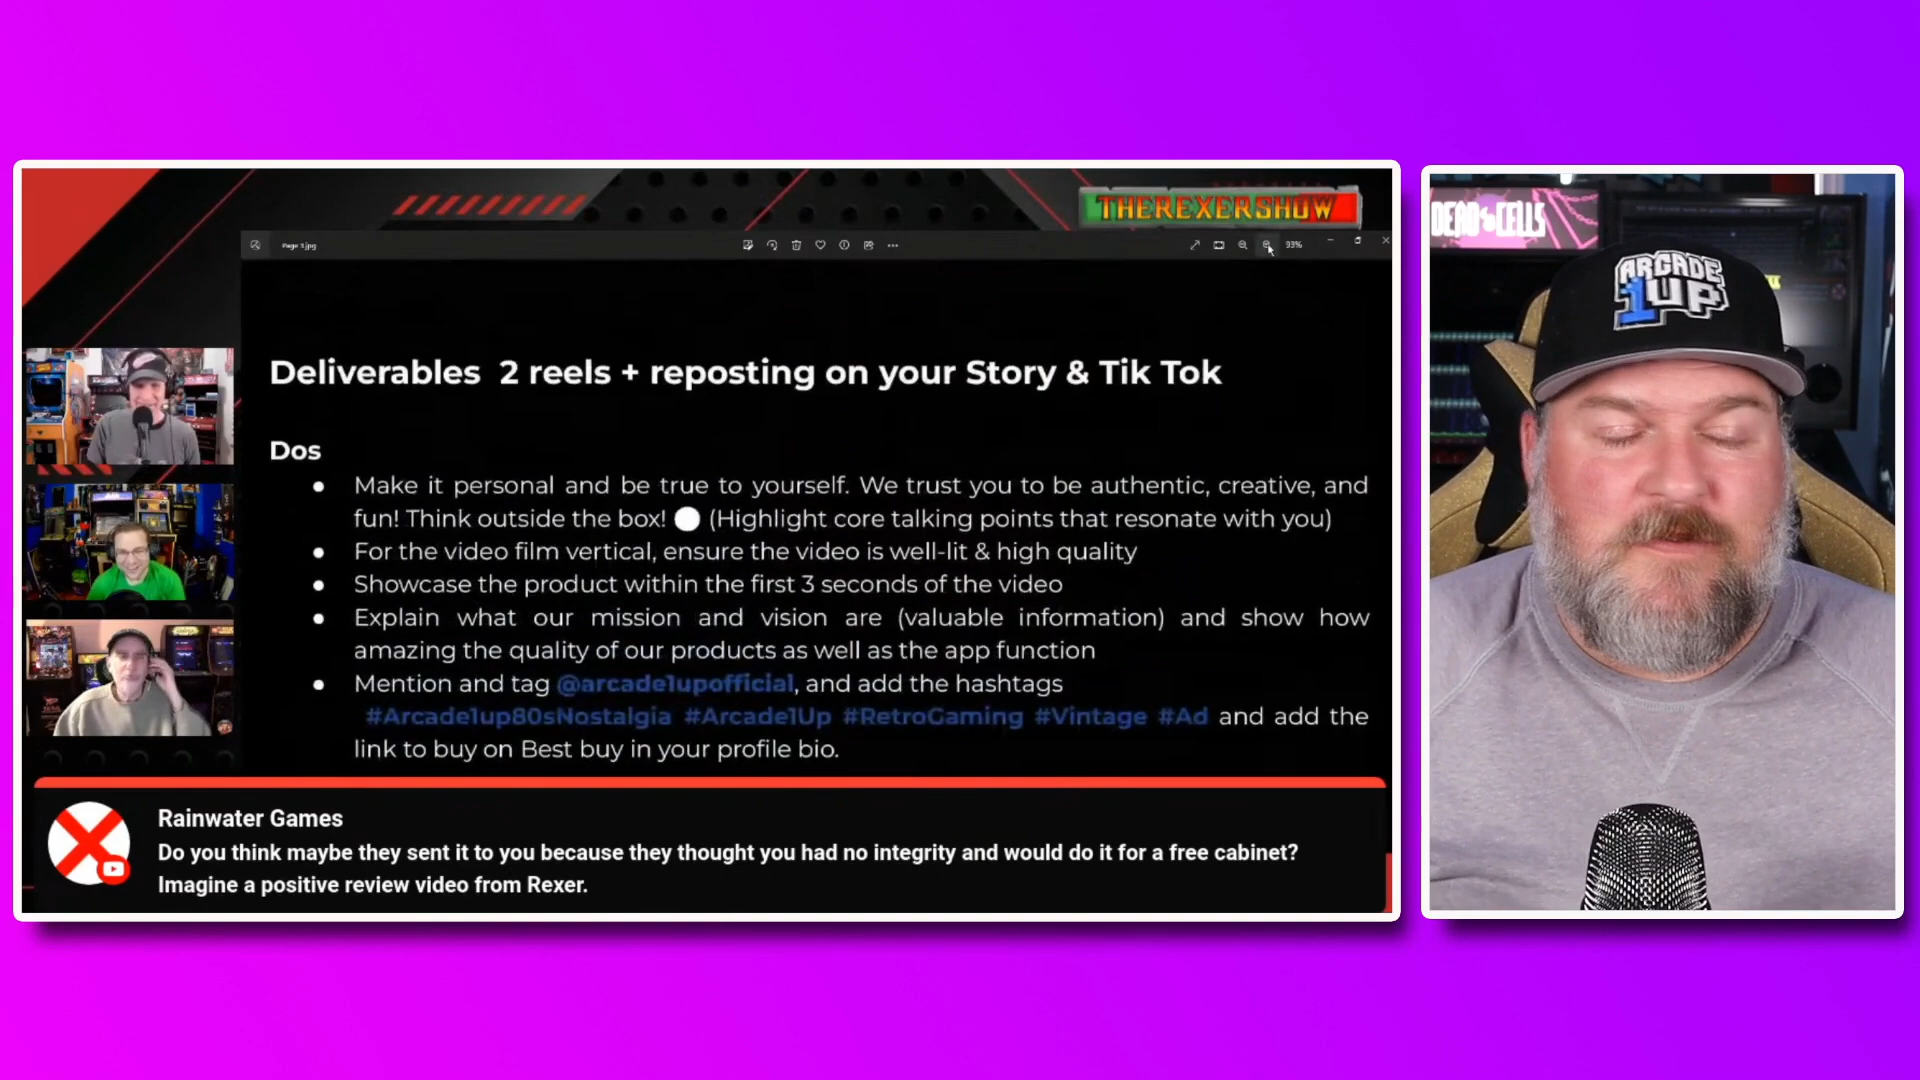 THEREXERSHOW
Page 3.jpg
93%
Deliverables 2 reels + reposting on your Story & Tik Tok
Dos
• Make it personal and be true to yourself. We trust you to be authentic, creative, and
fun! Think outside the box! (Highlight core talking points that resonate with you)
• For the video film vertical, ensure the video is well-lit & high quality
• Showcase the product within the first 3 seconds of the video
• Explain what our mission and vision are (valuable information) and show how
amazing the quality of our products as well as the app function
• Mention and tag @arcade1upofficial, and add the hashtags
#Arcade1up80sNostalgia #Arcade1Up #RetroGaming #Vintage #Ad and add the
link to buy on Best buy in your profile bio.
Rainwater Games
Do you think maybe they sent it to you because they thought you had no integrity and would do it for a free cabinet?
Imagine a positive review video from Rexer.
DEAD CELLS
ARCADE
1UP